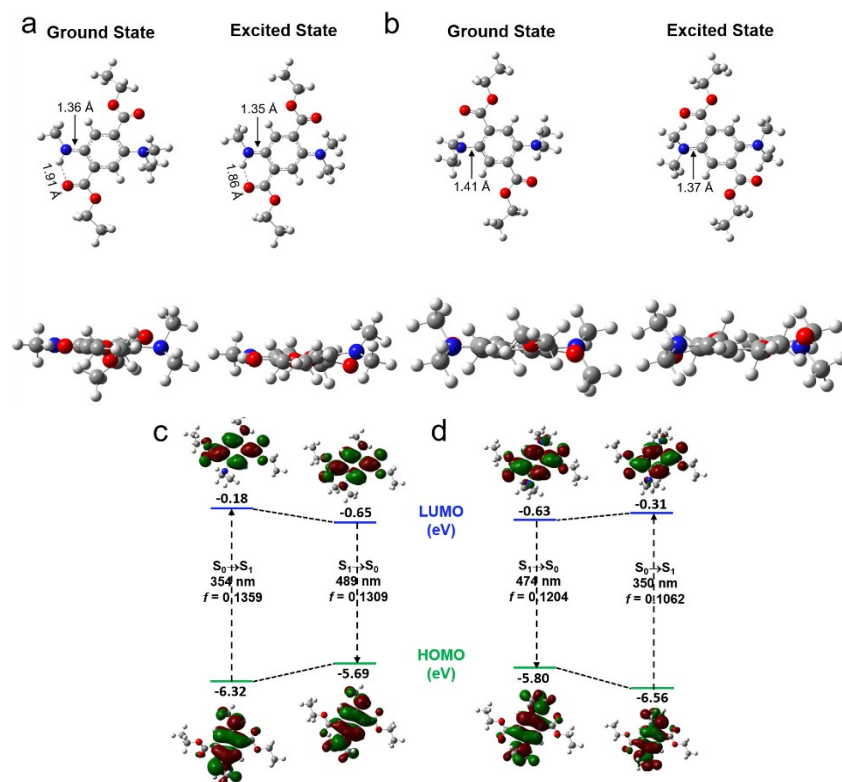 a
Ground State
Excited State
1.36 Å
1.91 Å
1.35 Å
1.86 Å
b
Ground State
Excited State
1.41 Å
1.37 Å
c
-0.18
-0.65
S₀→S₁
354 nm
f = 0.1359
S₁→S₀
489 nm
f = 0.1309
-6.32
-5.69
LUMO
(eV)
HOMO
(eV)
d
-0.63
-0.31
S₁→S₀
474 nm
f = 0.1204
S₀→S₁
350 nm
f = 0.1062
-5.80
-6.56